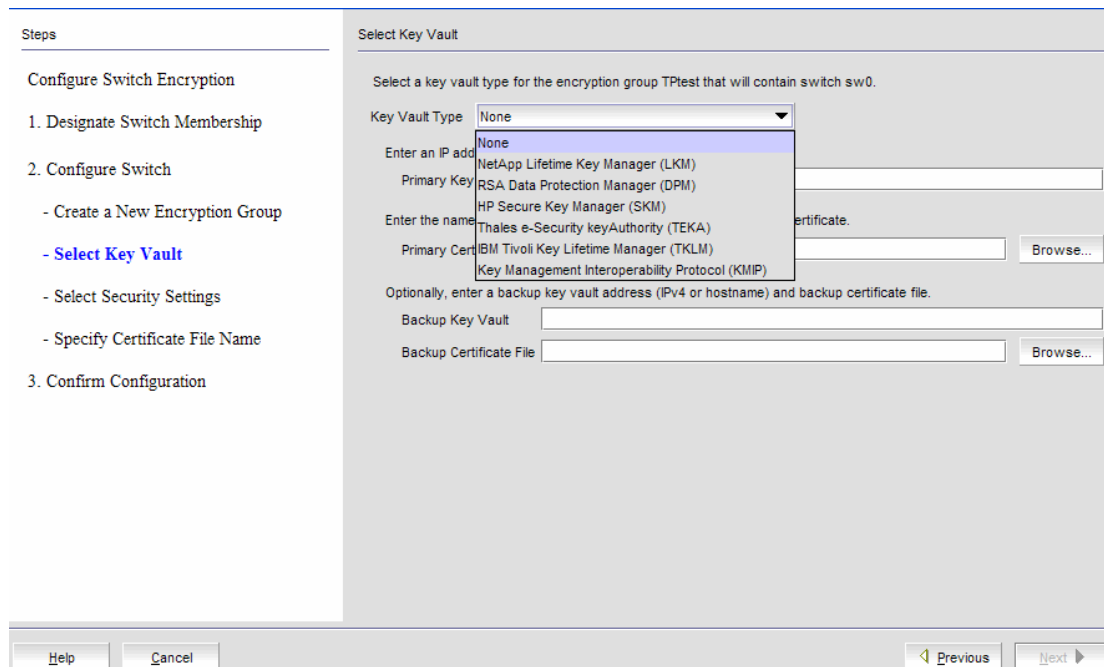 Steps
Configure Switch Encryption
1. Designate Switch Membership
2. Configure Switch
- Create a New Encryption Group
- Select Key Vault
- Select Security Settings
- Specify Certificate File Name
3. Confirm Configuration
Select Key Vault
Select a key vault type for the encryption group TPtest that will contain switch sw0.
Key Vault Type None
None
NetApp Lifetime Key Manager (LKM)
RSA Data Protection Manager (DPM)
HP Secure Key Manager (SKM)
Thales e-Security keyAuthority (TEKA)
IBM Tivoli Key Lifetime Manager (TKLM)
Key Management Interoperability Protocol (KMIP)
Enter an IP
Primary Key
Enter the name certificate.
Primary Browse...
Optionally, enter a backup key vault address (IPv4 or hostname) and backup certificate file.
Backup Key Vault
Backup Certificate File Browse...
Help Cancel Previous Next